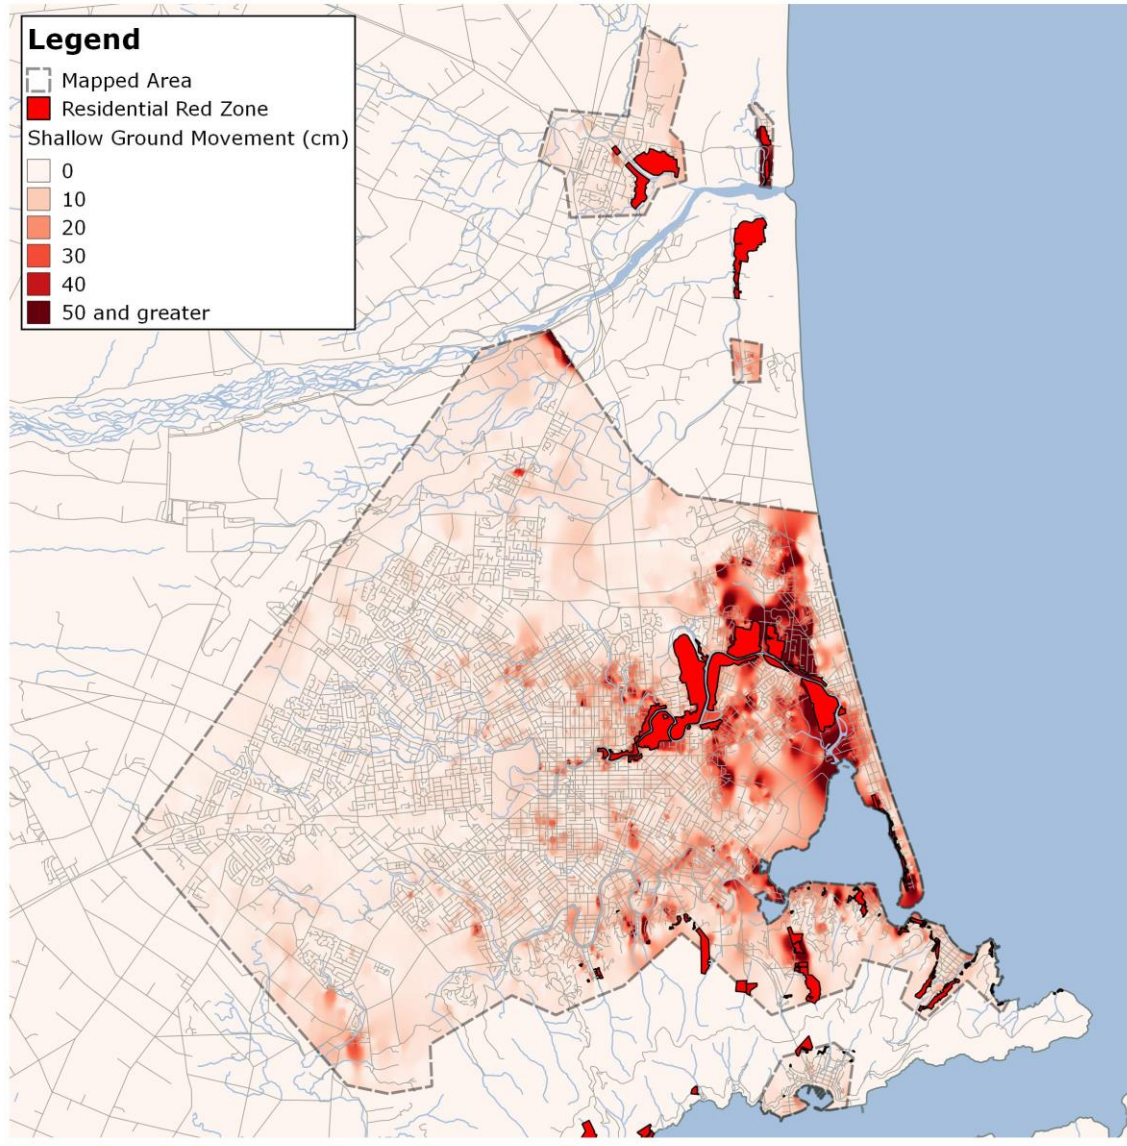 Legend
Mapped Area
Residential Red Zone
Shallow Ground Movement (cm)
0
10
20
30
40
50 and greater